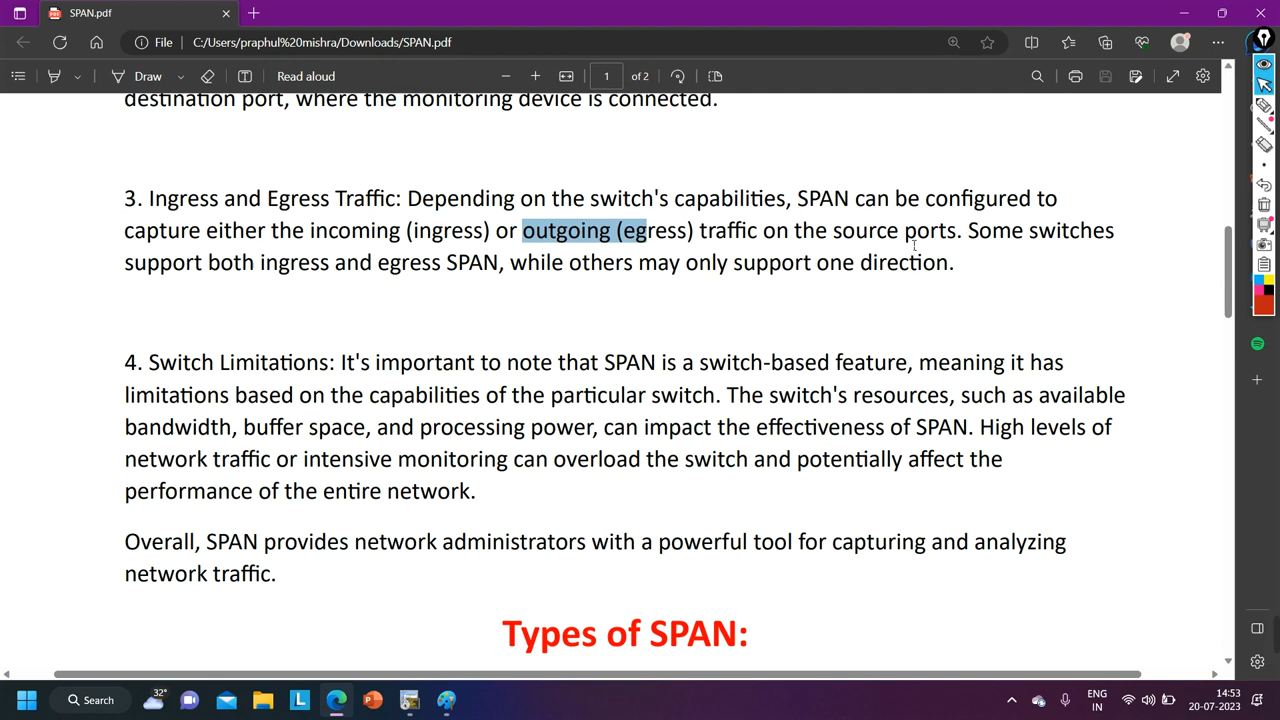 SPAN.pdf
File
C:/Users/praphul%20mishra/Downloads/SPAN.pdf
Draw
Read aloud
1
of 2
destination port, where the monitoring device is connected.
3. Ingress and Egress Traffic: Depending on the switch's capabilities, SPAN can be configured to
capture either the incoming (ingress) or outgoing (egress) traffic on the source ports. Some switches
support both ingress and egress SPAN, while others may only support one direction.
4. Switch Limitations: It's important to note that SPAN is a switch-based feature, meaning it has
limitations based on the capabilities of the particular switch. The switch's resources, such as available
bandwidth, buffer space, and processing power, can impact the effectiveness of SPAN. High levels of
network traffic or intensive monitoring can overload the switch and potentially affect the
performance of the entire network.
Overall, SPAN provides network administrators with a powerful tool for capturing and analyzing
network traffic.
Types of SPAN:
Search
32°
ENG
IN
14:53
20-07-2023